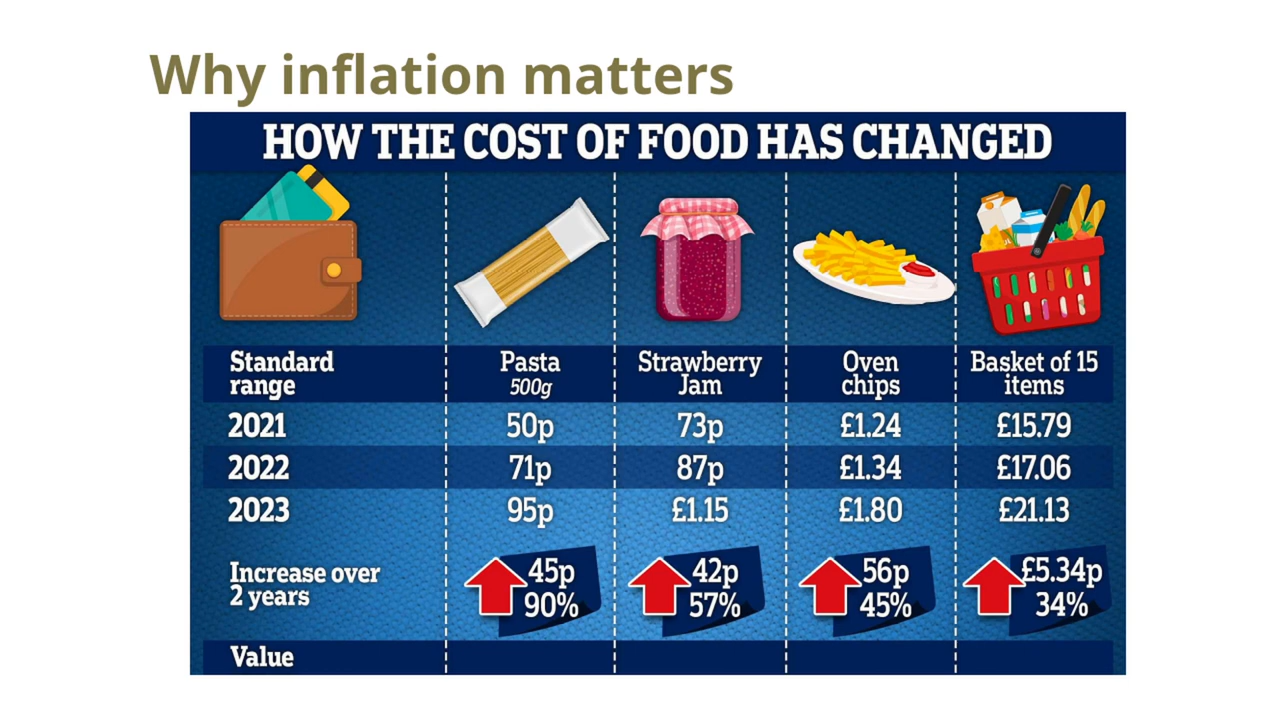 Why inflation matters
HOW THE COST OF FOOD HAS CHANGED
Standard range Pasta 500g Strawberry Jam Oven chips Basket of 15 items
2021 50p 73p £1.24 £15.79
2022 71p 87p £1.34 £17.06
2023 95p £1.15 £1.80 £21.13
Increase over 2 years 45p 90% 42p 57% 56p 45% £5.34p 34%
Value